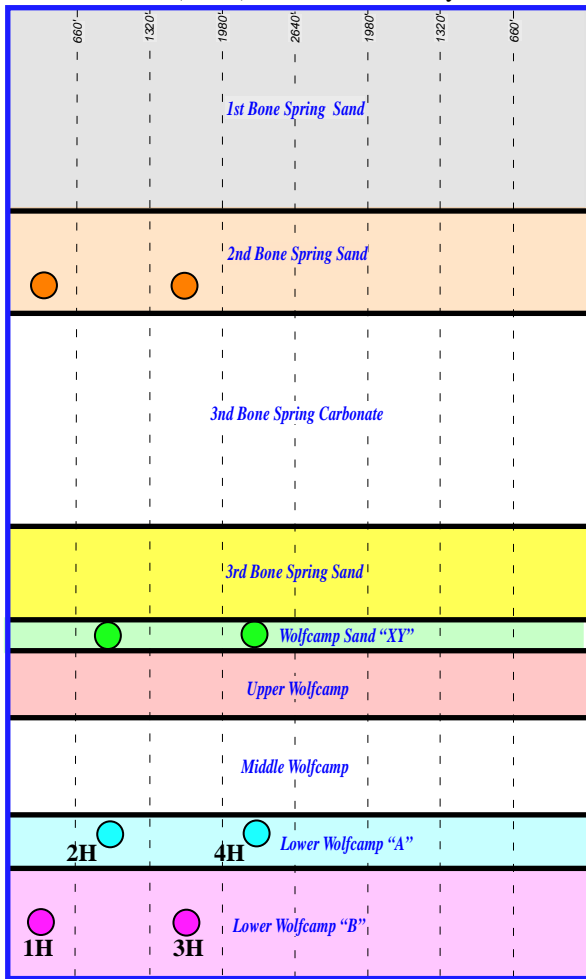 660'
1320'
1980'
2640'
1980'
1320'
660'
1st Bone Spring Sand
2nd Bone Spring Sand
3nd Bone Spring Carbonate
3rd Bone Spring Sand
Wolfcamp Sand “XY”
Upper Wolfcamp
Middle Wolfcamp
2H
4H
Lower Wolfcamp “A”
Lower Wolfcamp “B”
1H
3H